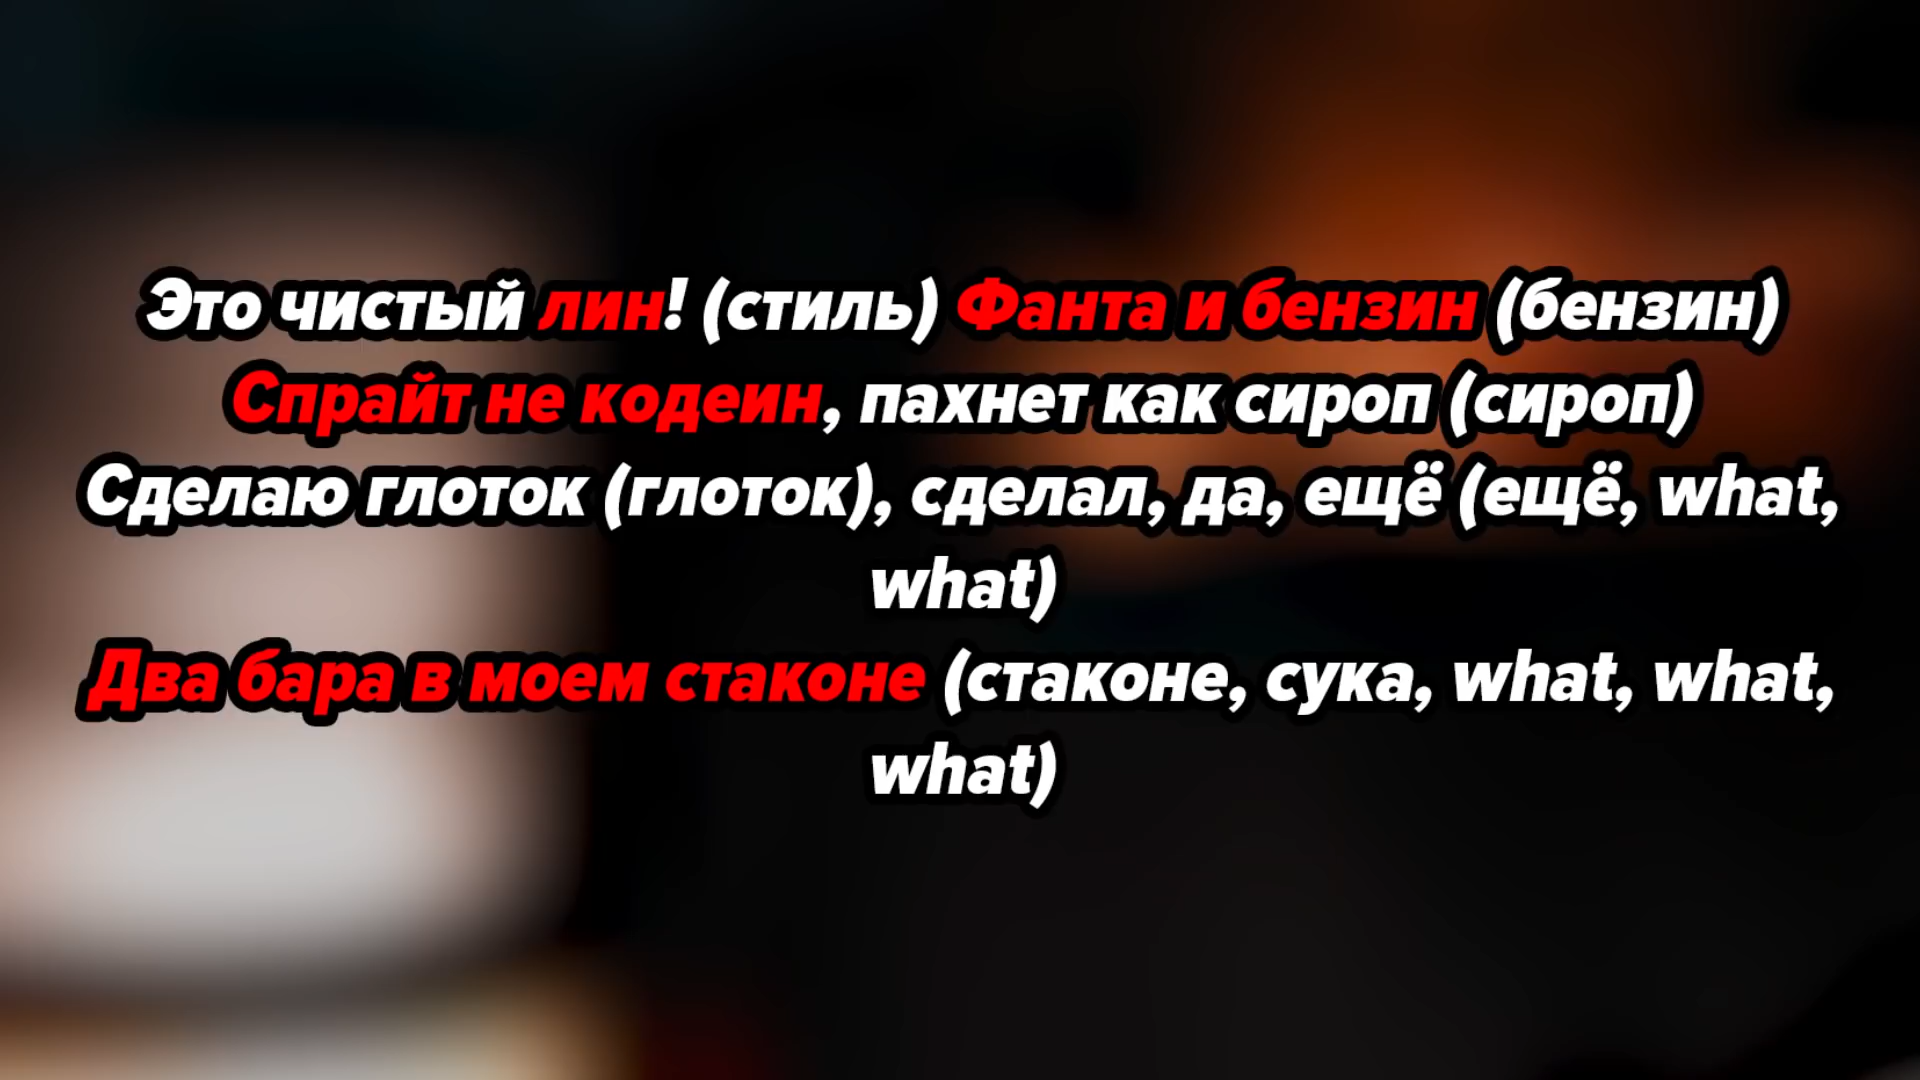 Это чистый лин! (стиль) Фанта и бензин (бензин)
Спрайт не кодеин, пахнет как сироп (сироп)
Сделаю глоток (глоток), сделал, да, ещё (ещё, what,
what)
Два бара в моем стаконе (стаконе, сука, what, what,
what)